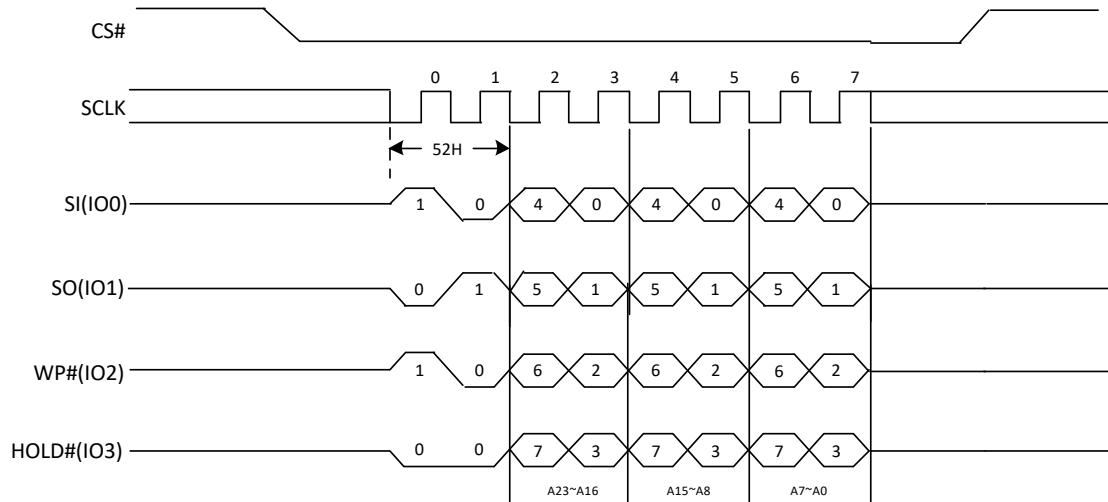 CS#
0 1 2 3 4 5 6 7
SCLK
52H
SI(IO0) 1 0 4 0 4 0 4 0
SO(IO1) 0 1 5 1 5 1 5 1
WP#(IO2) 1 0 6 2 6 2 6 2
HOLD#(IO3) 0 0 7 3 7 3 7 3
A23~A16 A15~A8 A7~A0